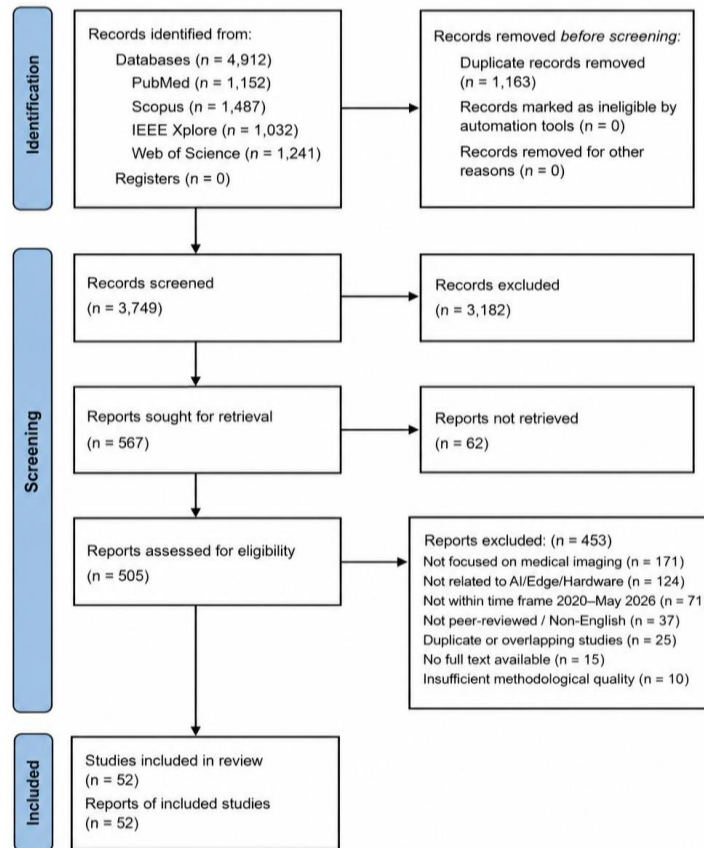 Identification
Records identified from:
Databases (n = 4,912)
PubMed (n = 1,152)
Scopus (n = 1,487)
IEEE Xplore (n = 1,032)
Web of Science (n = 1,241)
Registers (n = 0)
Records removed before screening:
Duplicate records removed
(n = 1,163)
Records marked as ineligible by
automation tools (n = 0)
Records removed for other
reasons (n = 0)
Screening
Records screened
(n = 3,749)
Records excluded
(n = 3,182)
Reports sought for retrieval
(n = 567)
Reports not retrieved
(n = 62)
Reports assessed for eligibility
(n = 505)
Reports excluded: (n = 453)
Not focused on medical imaging (n = 171)
Not related to AI/Edge/Hardware (n = 124)
Not within time frame 2020–May 2026 (n = 71
Not peer-reviewed / Non-English (n = 37)
Duplicate or overlapping studies (n = 25)
No full text available (n = 15)
Insufficient methodological quality (n = 10)
Included
Studies included in review
(n = 52)
Reports of included studies
(n = 52)